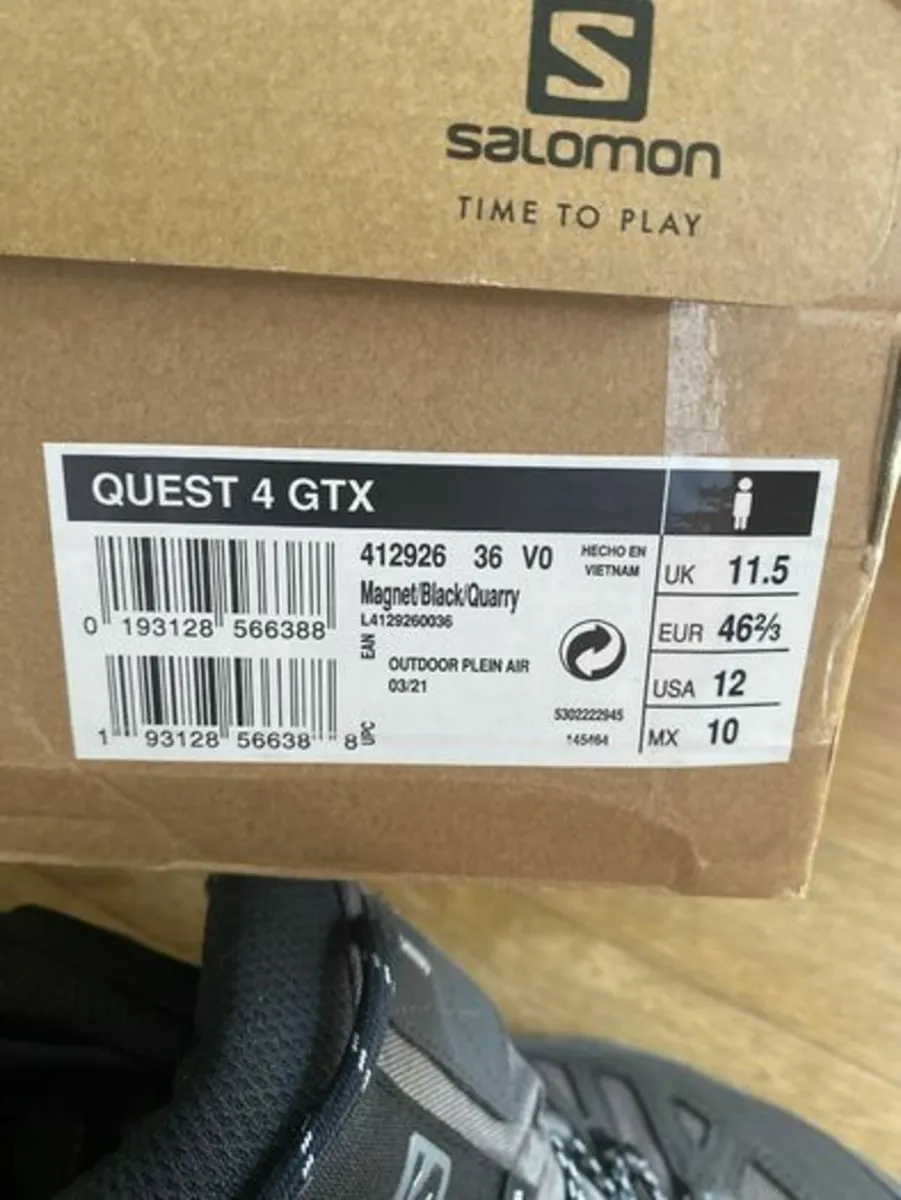 S
salomon
TIME TO PLAY
QUEST 4 GTX
412926 36 V0
Magnet/Black/Quarry
L4129260036
EAN
0 193128 566388
OUTDOOR PLEIN AIR
03/21
1 93128 56638 8
UPC
HECHO EN
VIETNAM
S302222945
145464
UK 11.5
EUR 46⅔
USA 12
MX 10